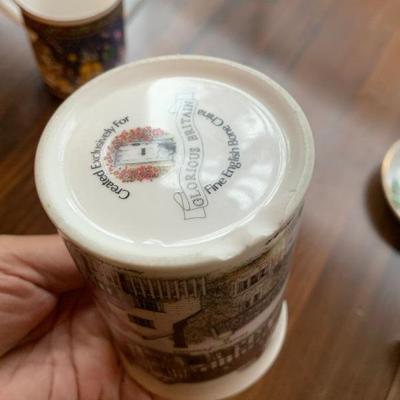 Created Exclusively For
GLORIOUS BRITAIN
Fine English Bone China